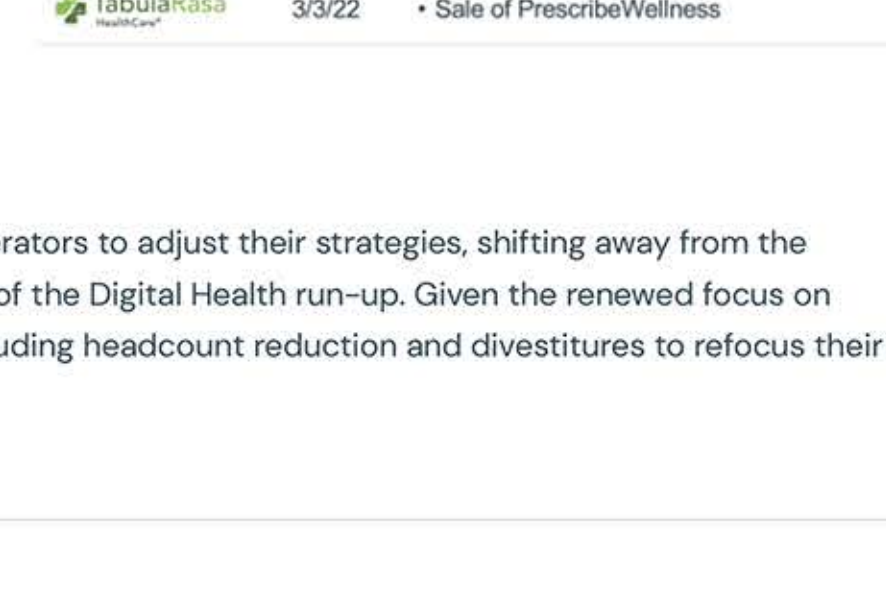 TabulaRasa 3/3/22 • Sale of PrescribeWellness
HealthCare®
rators to adjust their strategies, shifting away from the
of the Digital Health run-up. Given the renewed focus on
uding headcount reduction and divestitures to refocus their